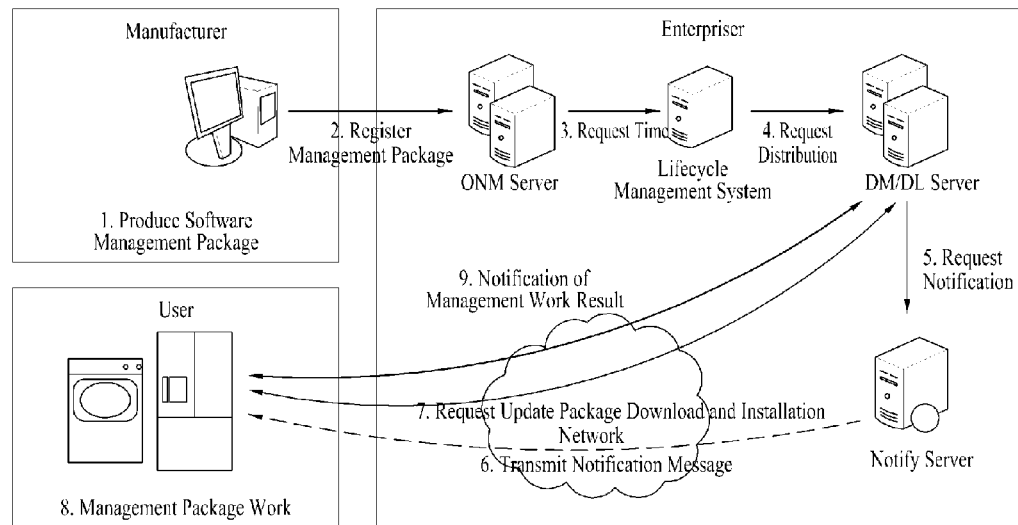 Manufacturer
Enterpriser
2. Register
Management Package
3. Request Time
4. Request
Distribution
ONM Server
Lifecycle
Management System
DM/DL Server
1. Produce Software
Management Package
5. Request
Notification
9. Notification of
Management Work Result
User
7. Request Update Package Download and Installation
Network
6. Transmit Notification Message
Notify Server
8. Management Package Work